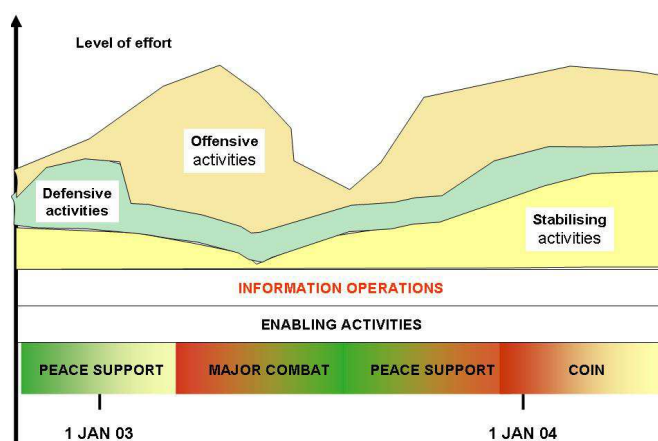 Level of effort
Offensive
activities
Defensive
activities
Stabilising
activities
INFORMATION OPERATIONS
ENABLING ACTIVITIES
PEACE SUPPORT MAJOR COMBAT PEACE SUPPORT COIN
1 JAN 03 1 JAN 04